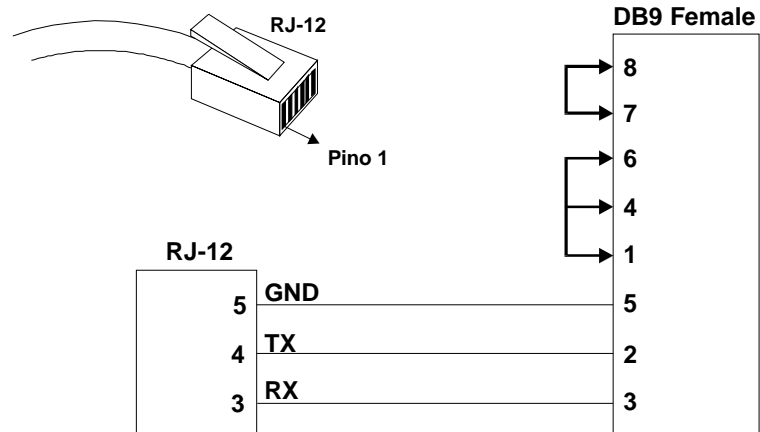 DB9 Female
RJ-12
8
7
Pino 1
6
4
RJ-12
1
5 GND 5
4 TX 2
3 RX 3